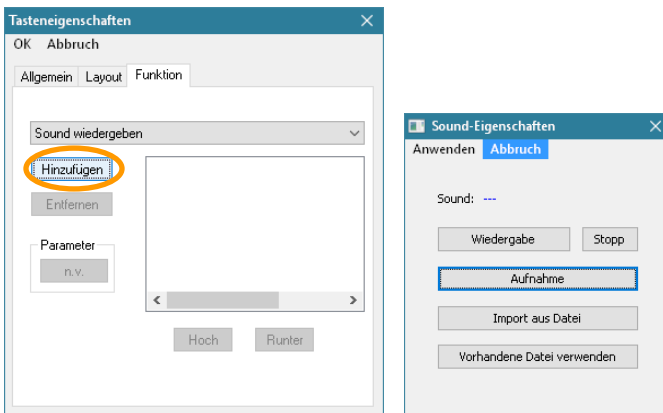 Tasteneigenschaften
OK Abbruch
Allgemein Layout Funktion
Sound wiedergeben
Hinzufügen
Entfernen
Parameter
n.v.
Hoch Runter
Sound-Eigenschaften
Anwenden Abbruch
Sound: ---
Wiedergabe Stopp
Aufnahme
Import aus Datei
Vorhandene Datei verwenden